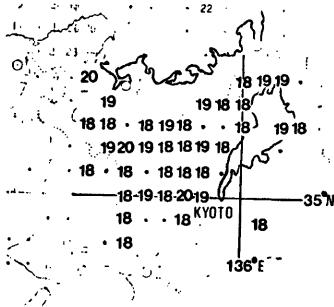 22
20
18 19 19
19 19 18 18
18 18 18 19 18 18 19 18
19 20 19 18 18 19 18
18 18 18 18 18
18 19 18 20 19 35°N
KYOTO
18 18 18
18
136°E